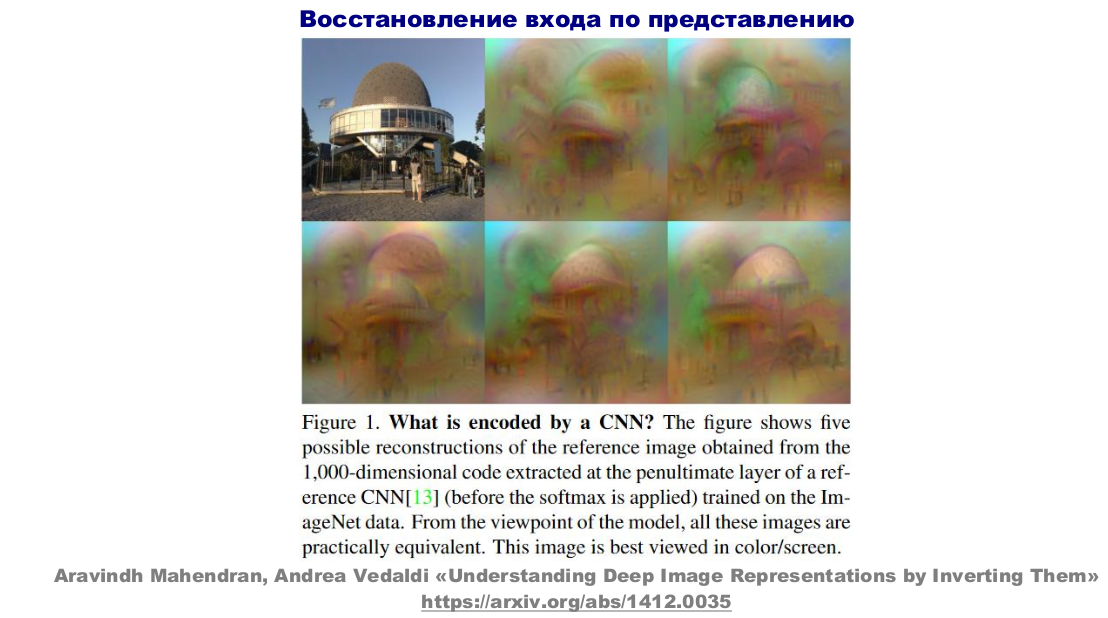 Восстановление входа по представлению
Figure 1. What is encoded by a CNN? The figure shows five
possible reconstructions of the reference image obtained from the
1,000-dimensional code extracted at the penultimate layer of a ref-
erence CNN[13] (before the softmax is applied) trained on the Im-
ageNet data. From the viewpoint of the model, all these images are
practically equivalent. This image is best viewed in color/screen.
Aravindh Mahendran, Andrea Vedaldi «Understanding Deep Image Representations by Inverting Them»
https://arxiv.org/abs/1412.0035